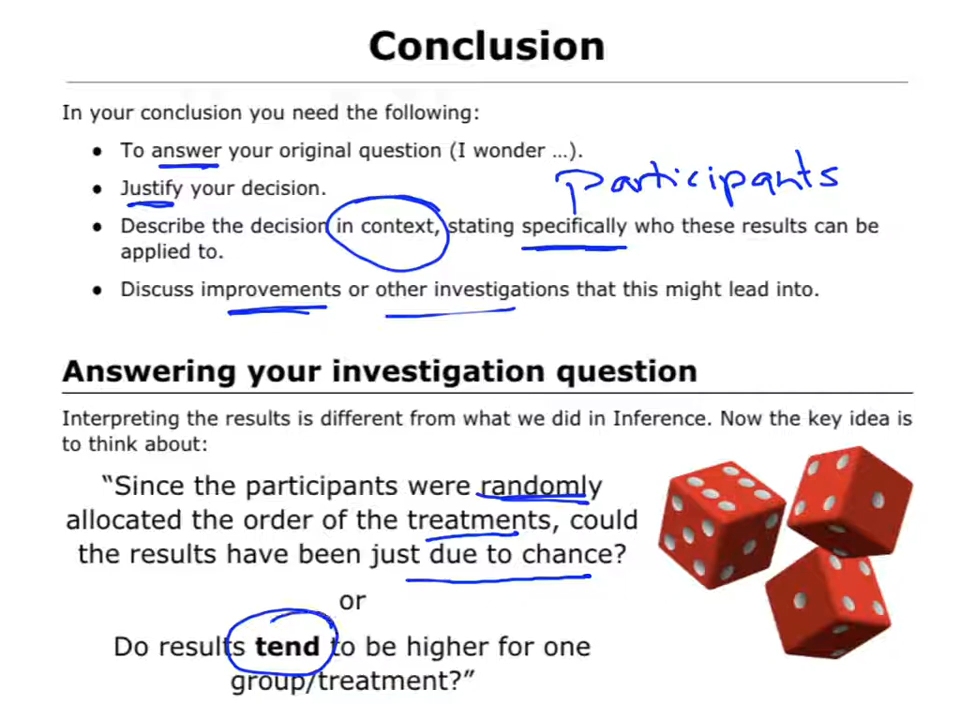 Conclusion
In your conclusion you need the following:
• To answer your original question (I wonder ...).
participants
• Justify your decision.
• Describe the decision in context, stating specifically who these results can be
applied to.
• Discuss improvements or other investigations that this might lead into.
Answering your investigation question
Interpreting the results is different from what we did in Inference. Now the key idea is
to think about:
“Since the participants were randomly
allocated the order of the treatments, could
the results have been just due to chance?
or
Do results tend to be higher for one
group/treatment?”